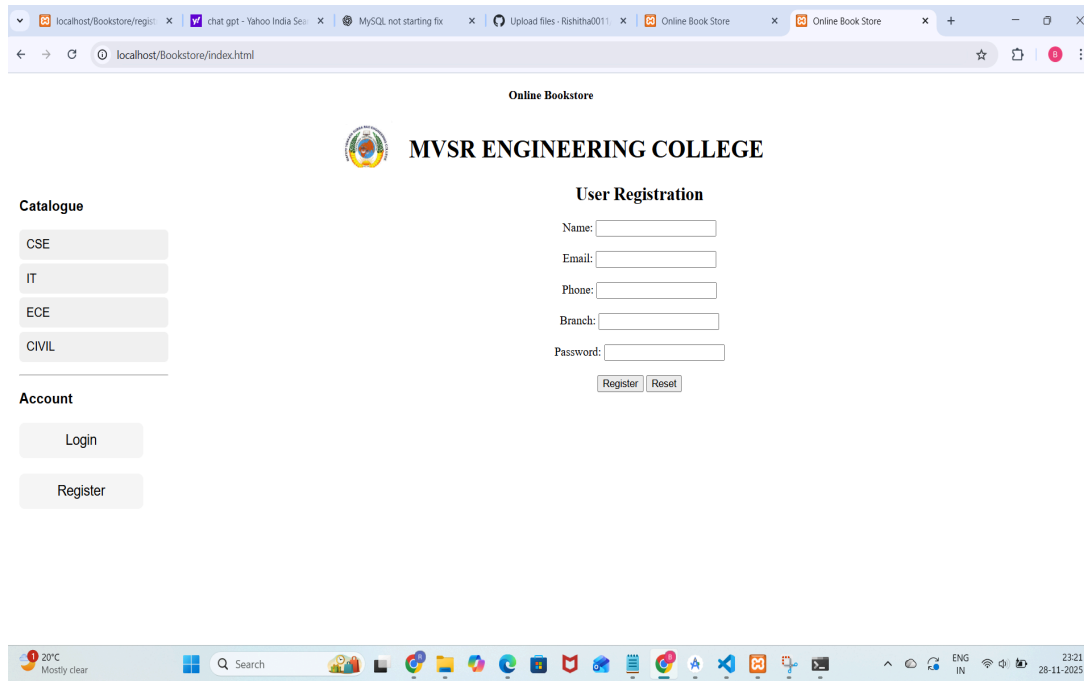 localhost/Bookstore/regist
chat gpt - Yahoo India Sea
MySQL not starting fix
Upload files · Rishitha0011
Online Book Store
Online Book Store
localhost/Bookstore/index.html
B
Online Bookstore
MVSR ENGINEERING COLLEGE
User Registration
Catalogue
CSE
IT
ECE
CIVIL
Account
Login
Register
Name:
Email:
Phone:
Branch:
Password:
Register Reset
1
20°C
Mostly clear
Search
ENG
IN
23:21
28-11-2025